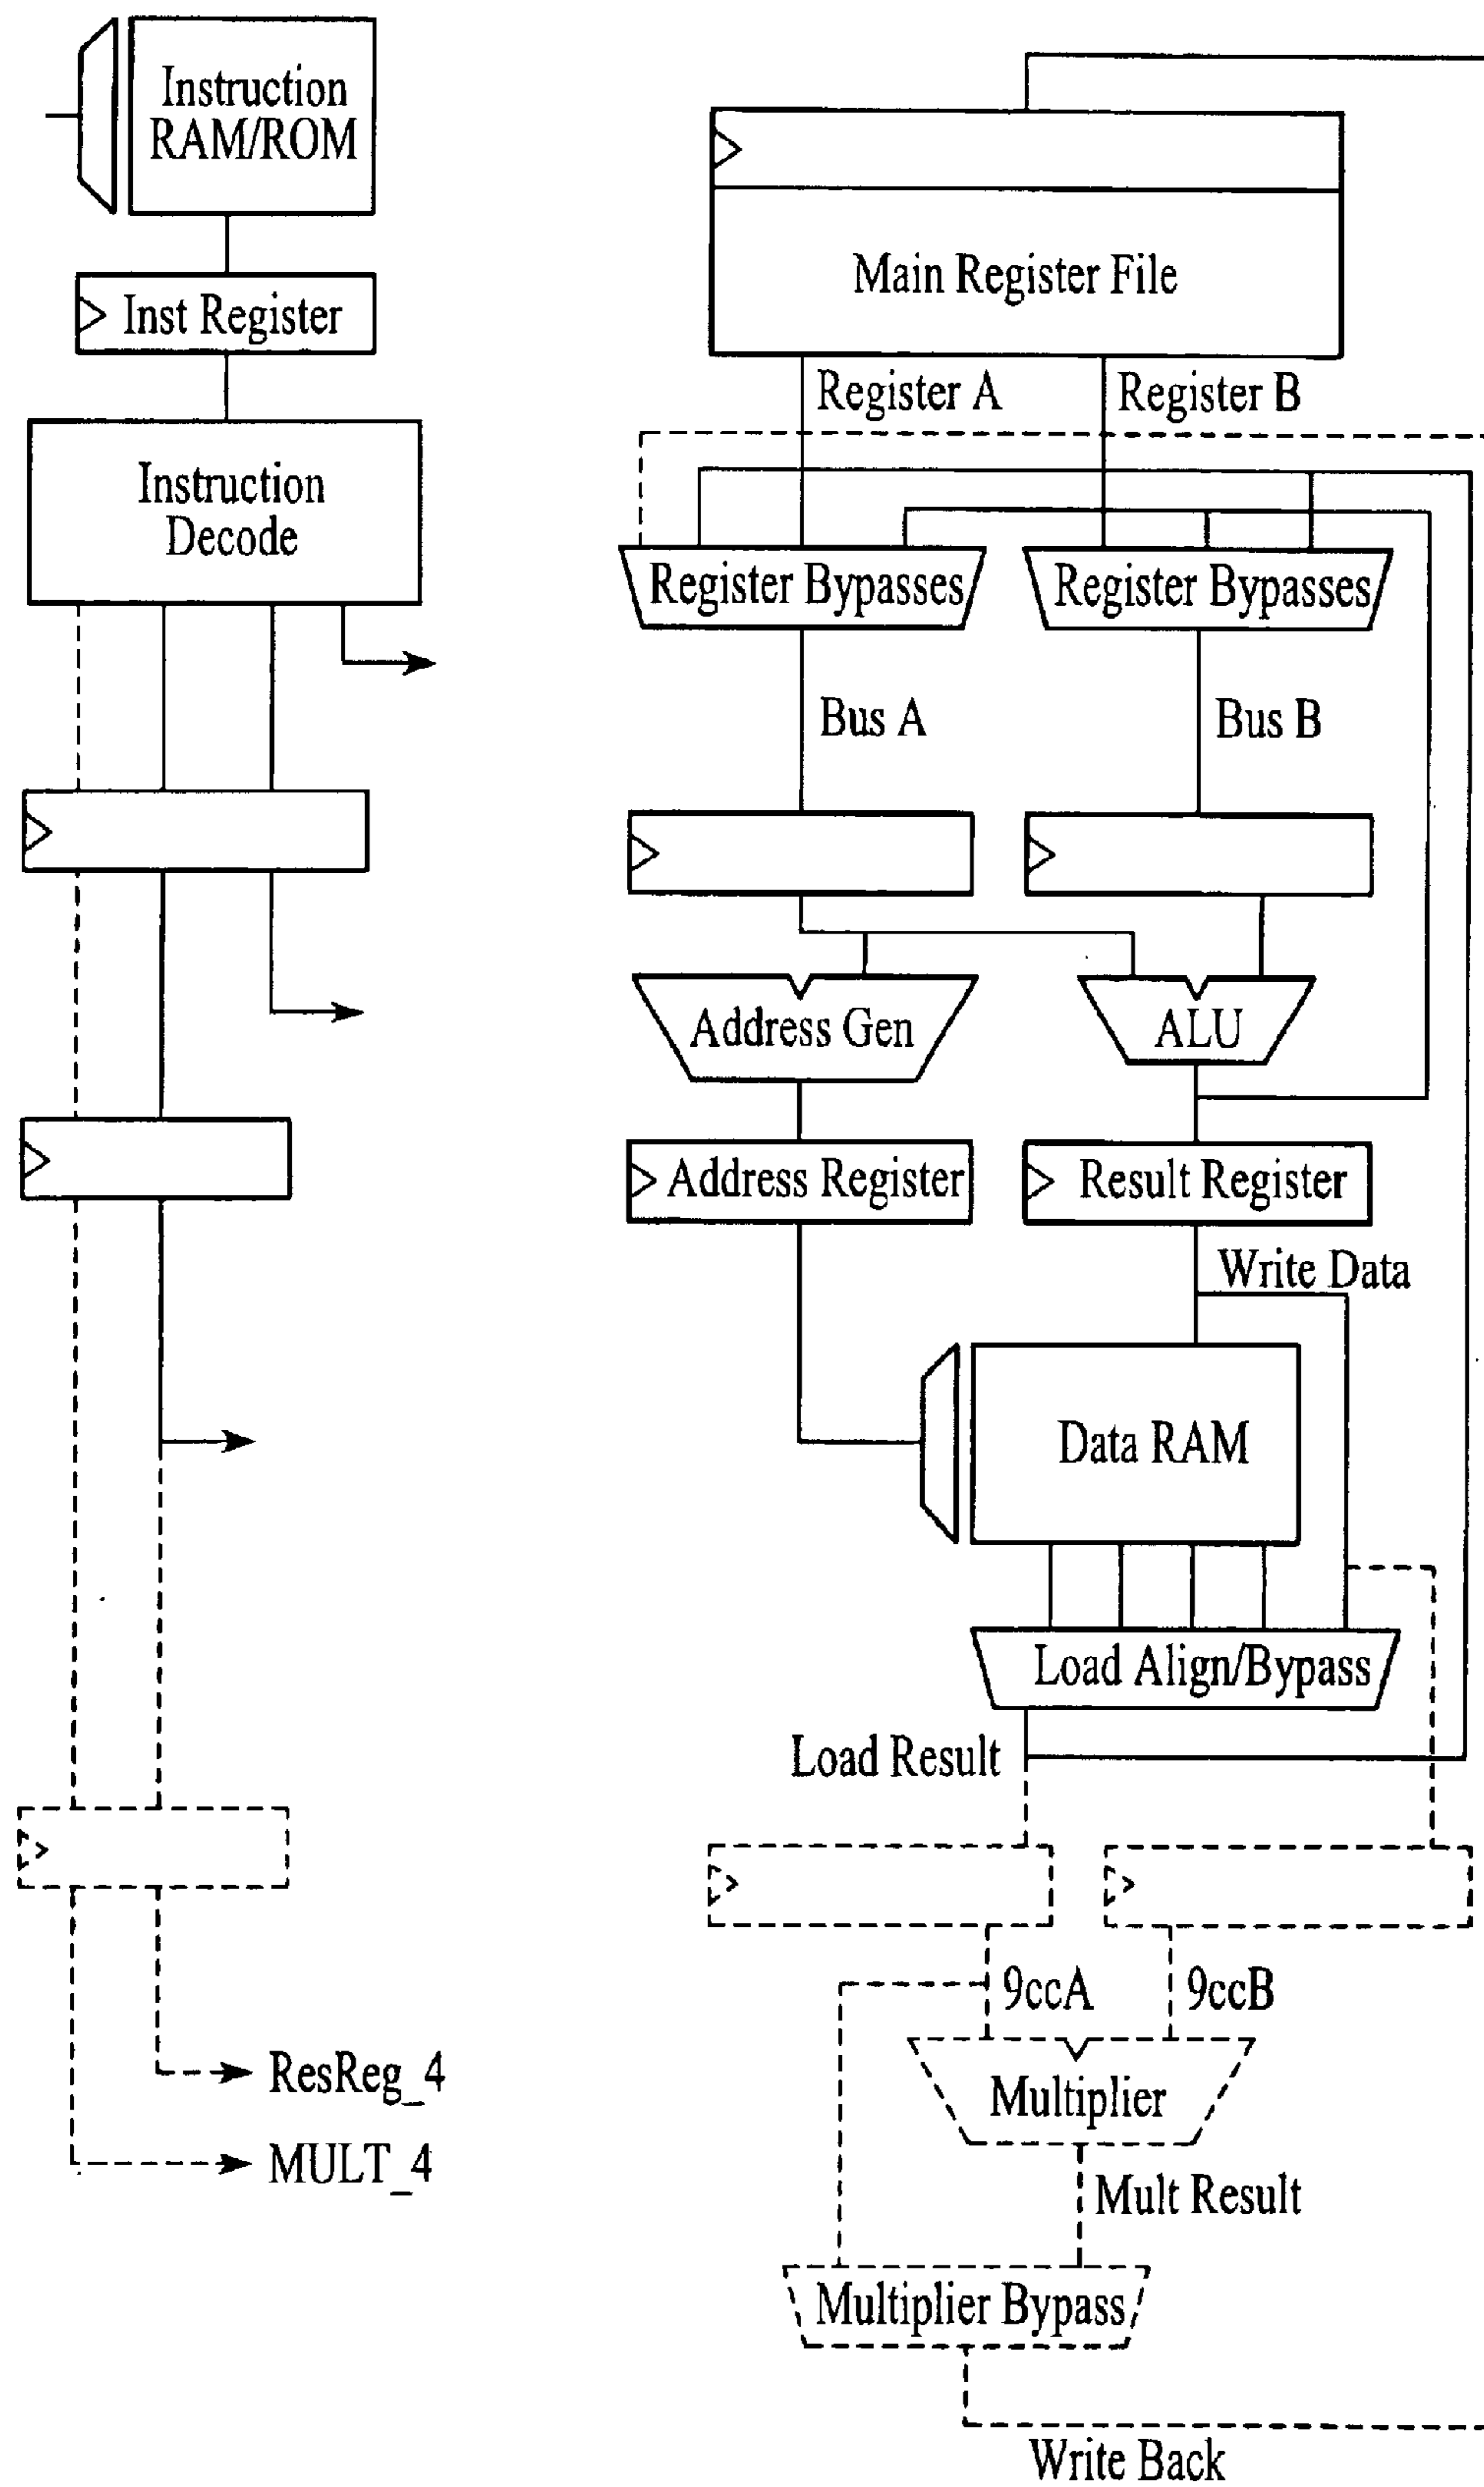 Instruction
RAM/ROM
Inst Register
Instruction
Decode
ResReg_4
MULT_4
Main Register File
Register A
Register B
Register Bypasses
Register Bypasses
Bus A
Bus B
Address Gen
ALU
Address Register
Result Register
Write Data
Data RAM
Load Align/Bypass
Load Result
9ccA
9ccB
Multiplier
Mult Result
Multiplier Bypass
Write Back